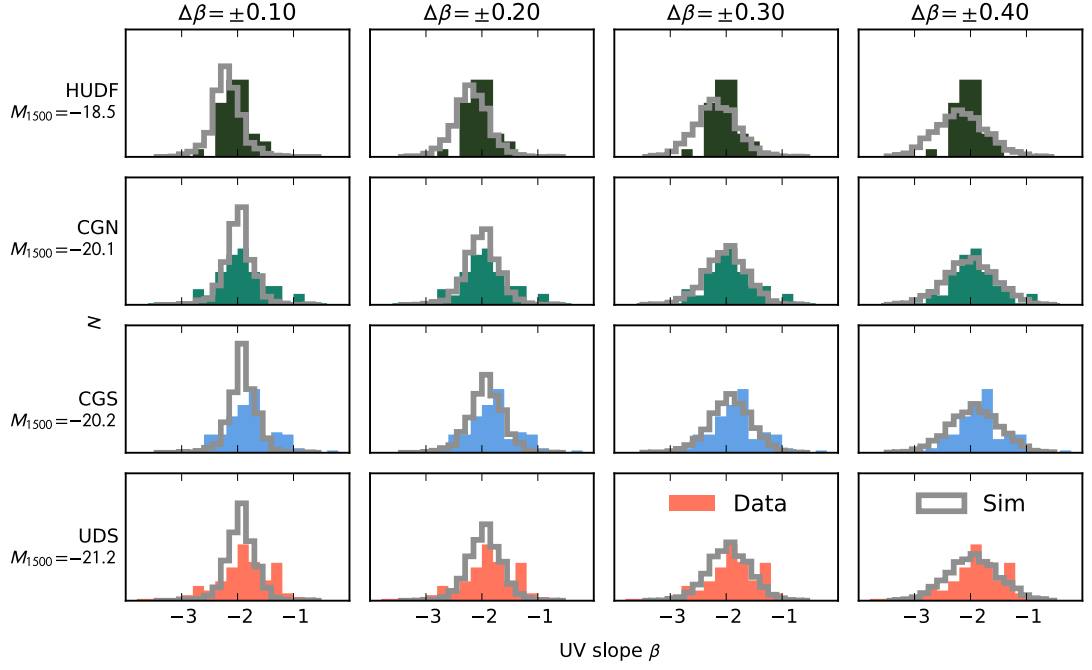 Δβ=±0.10 Δβ=±0.20 Δβ=±0.30 Δβ=±0.40
HUDF
M1500=−18.5
CGN
M1500=−20.1
N
CGS
M1500=−20.2
UDS
M1500=−21.2
Data Sim
−3 −2 −1 −3 −2 −1 −3 −2 −1 −3 −2 −1
UV slope β